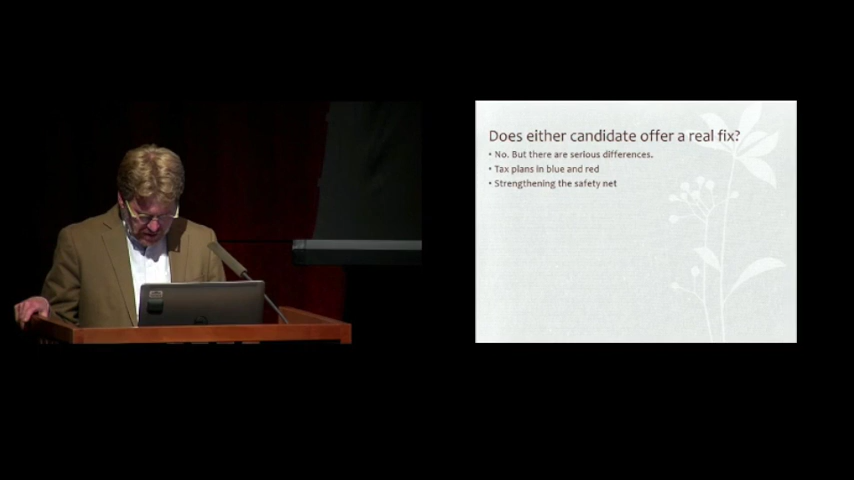 Does either candidate offer a real fix?
• No. But there are serious differences.
• Tax plans in blue and red
• Strengthening the safety net